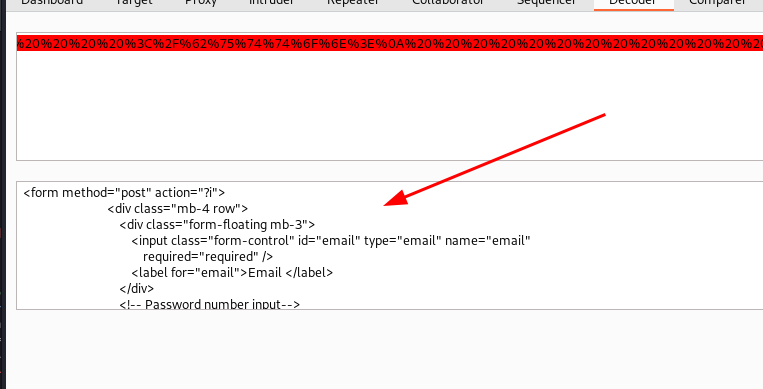 Dashboard Target Proxy Intruder Repeater Collaborator Sequencer Decoder Comparer
%20%20%20%20%3C%2F%62%75%74%74%6F%6E%3E%0A%20%20%20%20%20%20%20%20%20%20%20%20%20
<form method="post" action="?i">
<div class="mb-4 row">
<div class="form-floating mb-3">
<input class="form-control" id="email" type="email" name="email"
required="required" />
<label for="email">Email </label>
</div>
<!-- Password number input-->